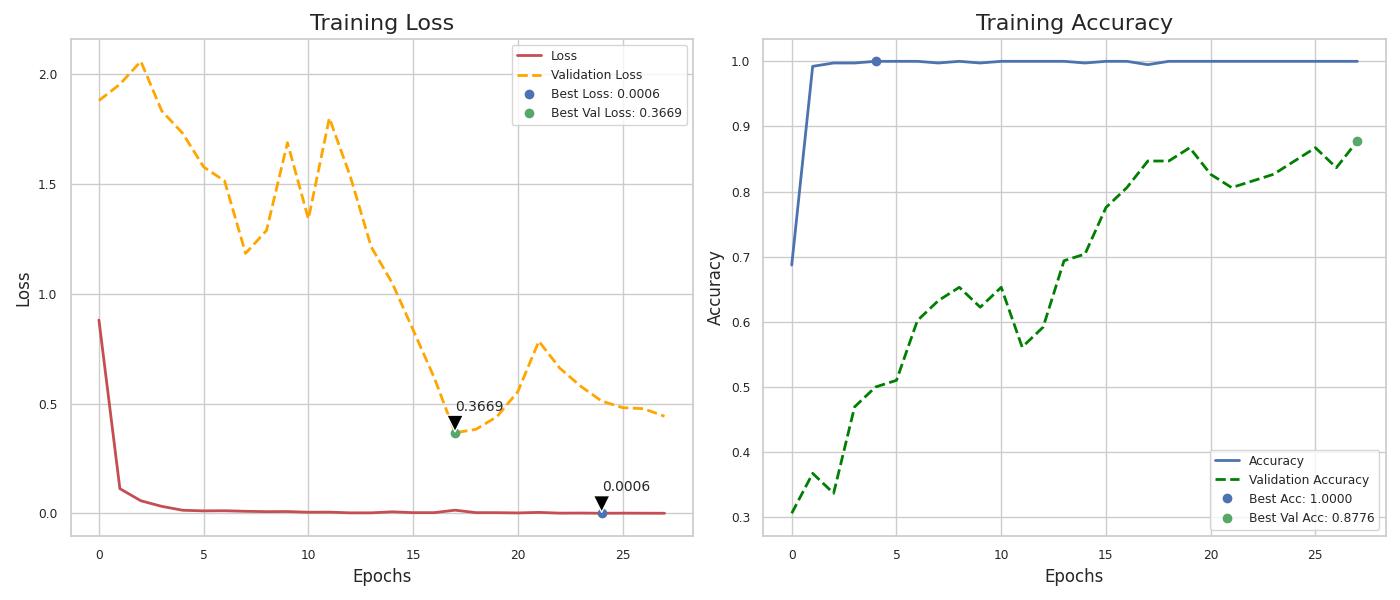 Training Loss
Loss
Validation Loss
Best Loss: 0.0006
Best Val Loss: 0.3669
2.0
1.5
1.0
0.5
0.0
0.3669
0.0006
0
5
10
15
20
25
Loss
Epochs
Training Accuracy
1.0
0.9
0.8
0.7
0.6
0.5
0.4
0.3
Accuracy
Validation Accuracy
Best Acc: 1.0000
Best Val Acc: 0.8776
0
5
10
15
20
25
Accuracy
Epochs